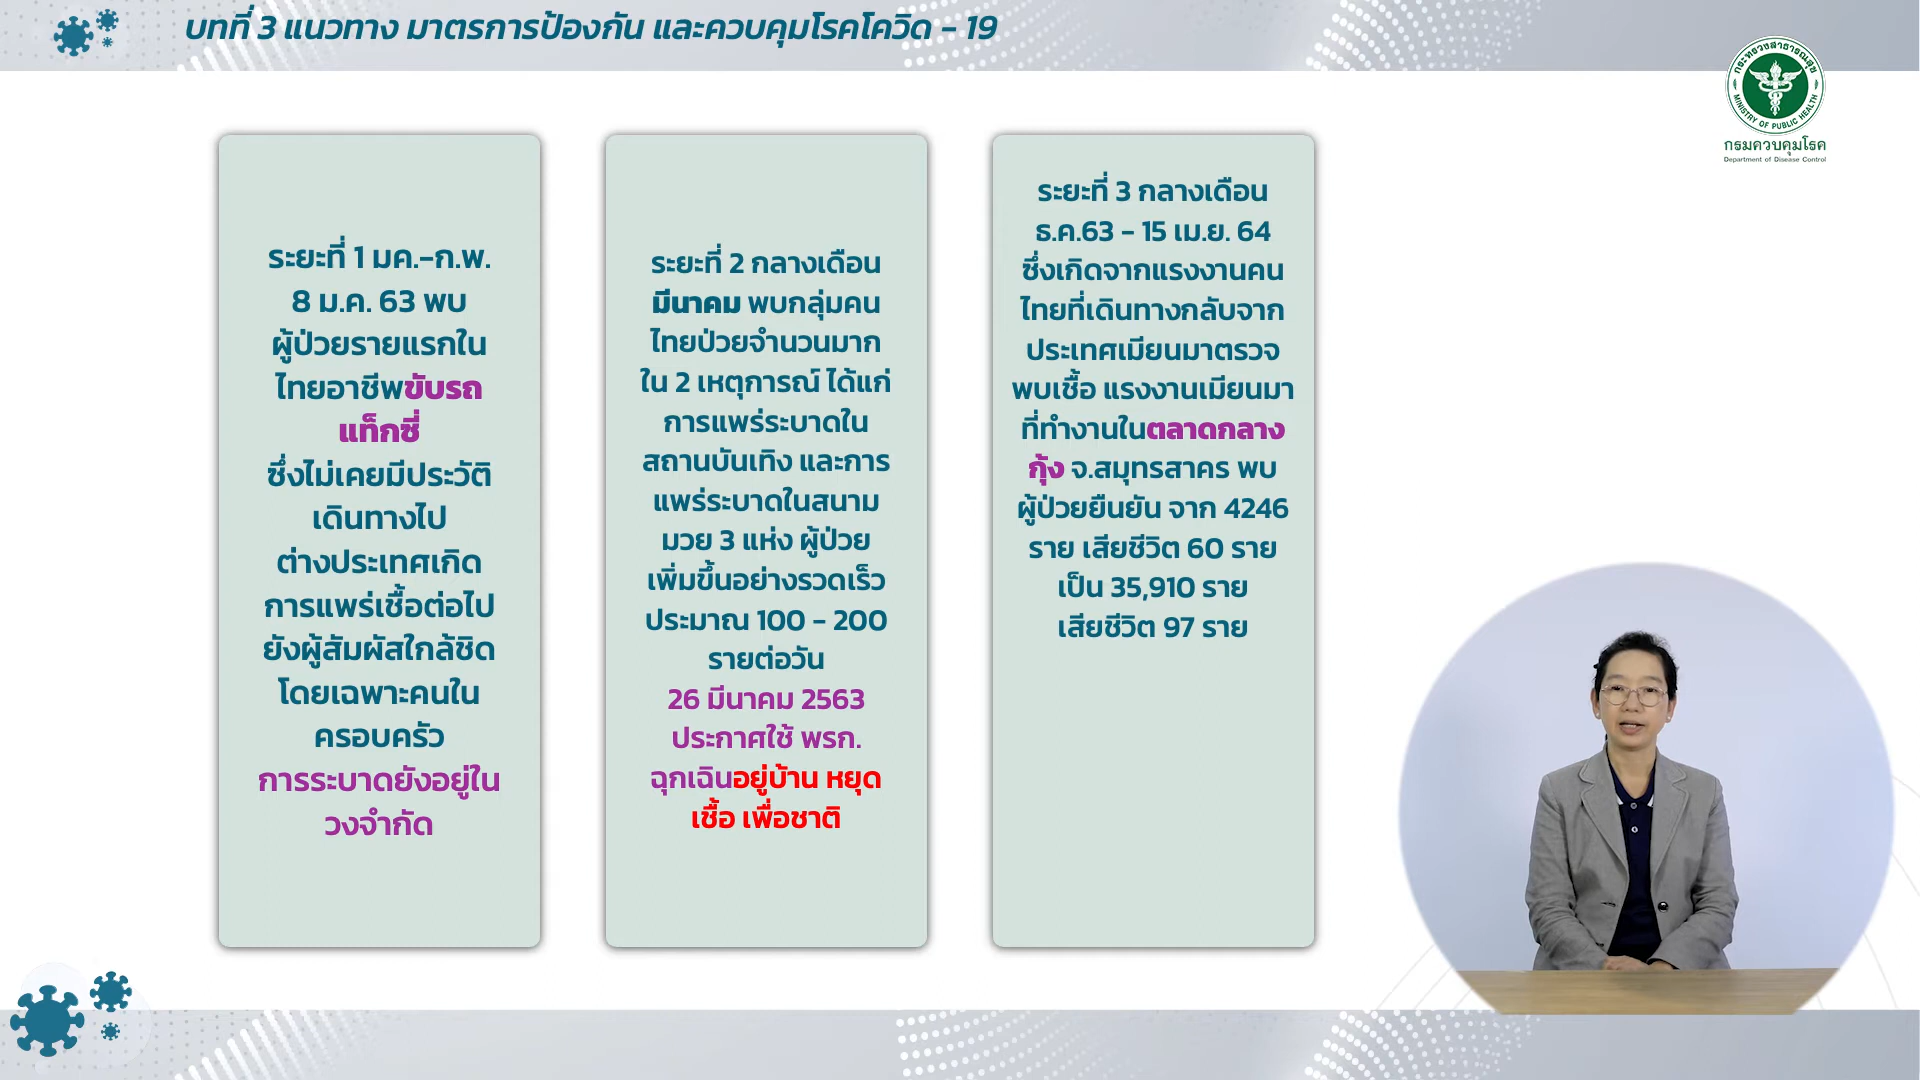 บทที่ 3 แนวทาง มาตรการป้องกัน และควบคุมโรคโควิด - 19
กระทรวงสาธารณสุข
MINISTRY OF PUBLIC HEALTH
กรมควบคุมโรค
Department of Disease Control
ระยะที่ 1 มค.-ก.พ.
8 ม.ค. 63 พบ
ผู้ป่วยรายแรกใน
ไทยอาชีพขับรถ
แท็กซี่
ซึ่งไม่เคยมีประวัติ
เดินทางไป
ต่างประเทศเกิด
การแพร่เชื้อต่อไป
ยังผู้สัมผัสใกล้ชิด
โดยเฉพาะคนใน
ครอบครัว
การระบาดยังอยู่ใน
วงจำกัด
ระยะที่ 2 กลางเดือน
มีนาคม พบกลุ่มคน
ไทยป่วยจำนวนมาก
ใน 2 เหตุการณ์ ได้แก่
การแพร่ระบาดใน
สถานบันเทิง และการ
แพร่ระบาดในสนาม
มวย 3 แห่ง ผู้ป่วย
เพิ่มขึ้นอย่างรวดเร็ว
ประมาณ 100 - 200
รายต่อวัน
26 มีนาคม 2563
ประกาศใช้ พรก.
ฉุกเฉินอยู่บ้าน หยุด
เชื้อ เพื่อชาติ
ระยะที่ 3 กลางเดือน
ธ.ค.63 - 15 เม.ย. 64
ซึ่งเกิดจากแรงงานคน
ไทยที่เดินทางกลับจาก
ประเทศเมียนมาตรวจ
พบเชื้อ แรงงานเมียนมา
ที่ทำงานในตลาดกลาง
กุ้ง จ.สมุทรสาคร พบ
ผู้ป่วยยืนยัน จาก 4246
ราย เสียชีวิต 60 ราย
เป็น 35,910 ราย
เสียชีวิต 97 ราย